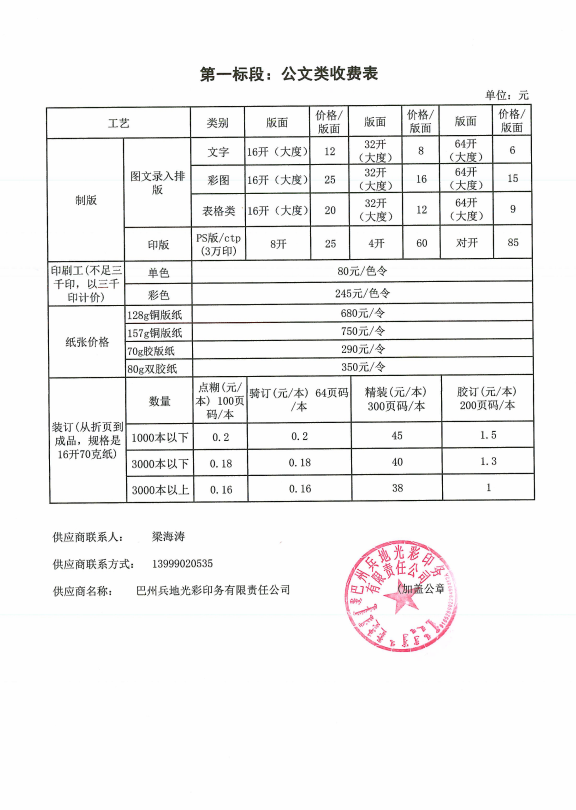 第一标段：公文类收费表
单位：元
工艺 类别 版面 价格/版面 版面 价格/版面 版面 价格/版面
制版 图文录入排版 文字 16开（大度） 12 32开（大度） 8 64开（大度） 6
彩图 16开（大度） 25 32开（大度） 16 64开（大度） 15
表格类 16开（大度） 20 32开（大度） 12 64开（大度） 9
印版 PS版/ctp(3万印) 8开 25 4开 60 对开 85
印刷工(不足三千印，以三千印计价) 单色 80元/色令
彩色 245元/色令
纸张价格 128g铜版纸 680元/令
157g铜版纸 750元/令
70g胶版纸 290元/令
80g双胶纸 350元/令
装订(从折页到成品，规格是16开70克纸) 数量 点糊(元/本) 100页码/本 骑订(元/本) 64页码/本 精装(元/本) 300页码/本 胶订(元/本) 200页码/本
1000本以下 0.2 0.2 45 1.5
3000本以下 0.18 0.18 40 1.3
3000本以上 0.16 0.16 38 1
供应商联系人： 梁海涛
供应商联系方式： 13999020535
供应商名称： 巴州兵地光彩印务有限责任公司
(加盖公章
巴州兵地光彩印务
有限责任公司